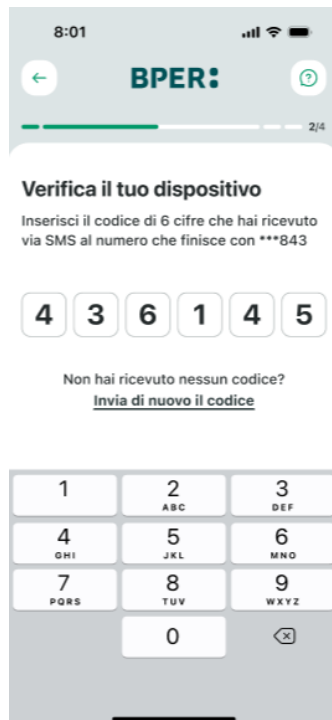 8:01
BPER:
2/4
Verifica il tuo dispositivo
Inserisci il codice di 6 cifre che hai ricevuto
via SMS al numero che finisce con ***843
4 3 6 1 4 5
Non hai ricevuto nessun codice?
Invia di nuovo il codice
1 2 3
ABC DEF
4 5 6
GHI JKL MNO
7 8 9
PQRS TUV WXYZ
0